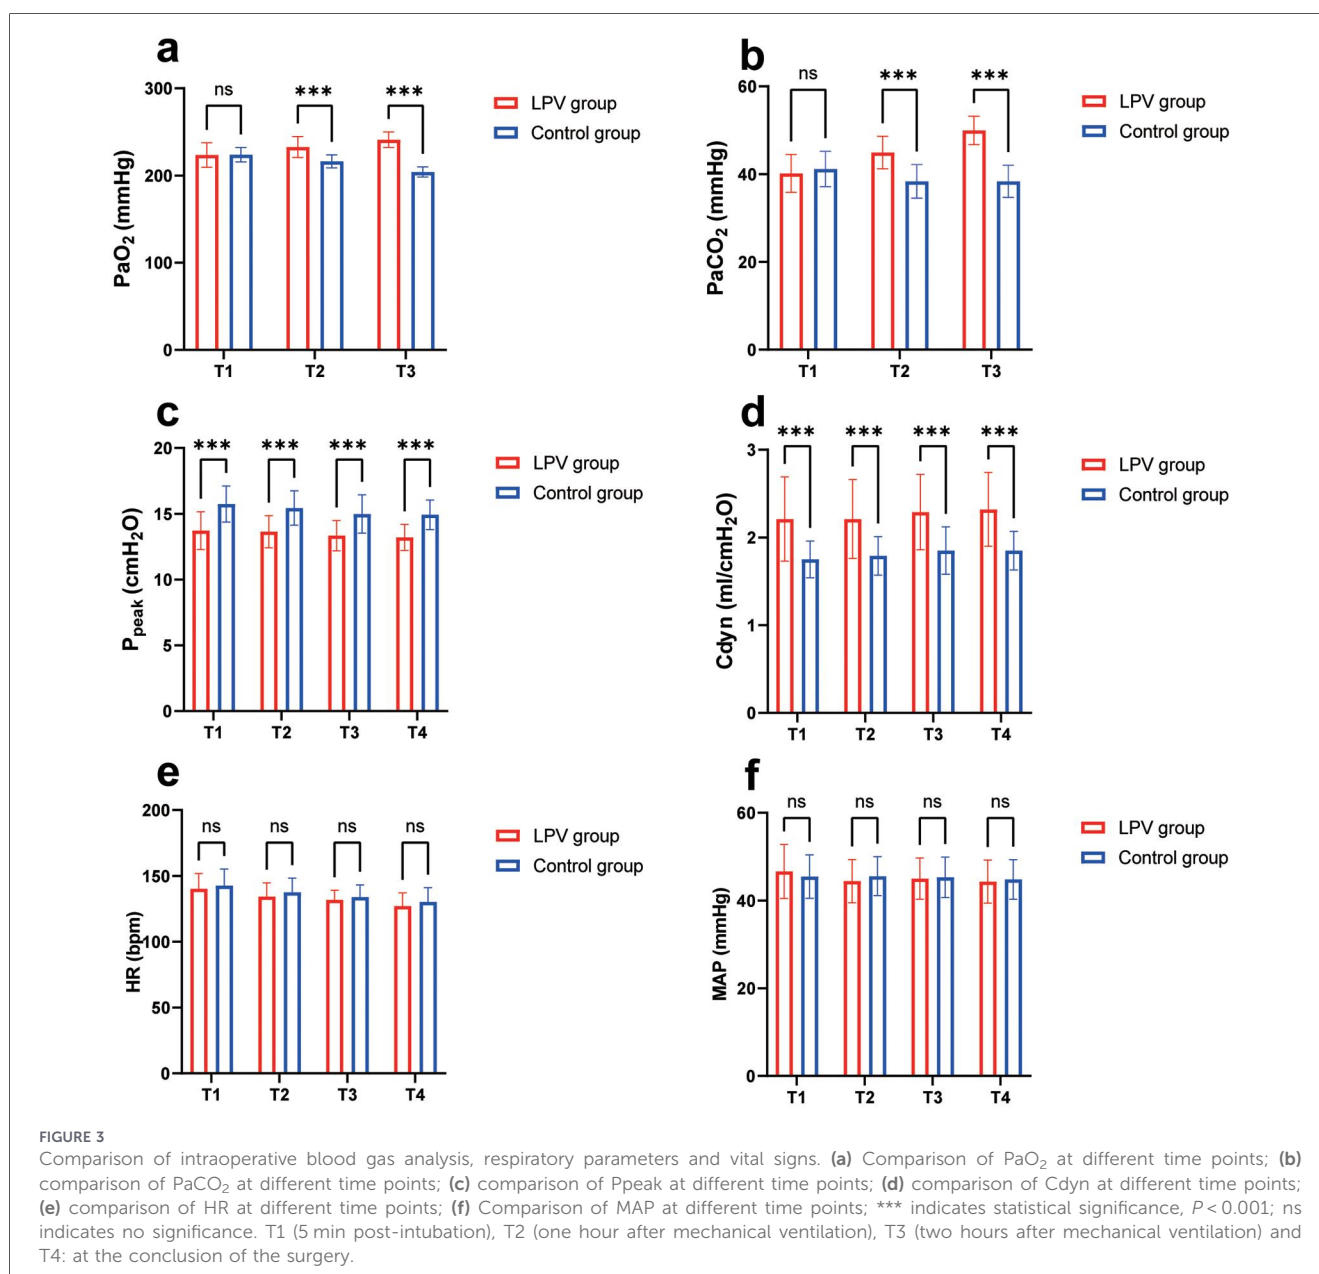 a
300
200
100
0
PaO₂ (mmHg)
ns
***
***
T1
T2
T3
LPV group
Control group
b
60
40
20
0
PaCO₂ (mmHg)
ns
***
***
T1
T2
T3
LPV group
Control group
c
20
15
10
5
0
Ppeak (cmH₂O)
***
***
***
***
T1
T2
T3
T4
LPV group
Control group
d
3
2
1
0
Cdyn (ml/cmH₂O)
***
***
***
***
T1
T2
T3
T4
LPV group
Control group
e
200
150
100
50
0
HR (bpm)
ns
ns
ns
ns
T1
T2
T3
T4
LPV group
Control group
f
60
40
20
0
MAP (mmHg)
ns
ns
ns
ns
T1
T2
T3
T4
LPV group
Control group
FIGURE 3
Comparison of intraoperative blood gas analysis, respiratory parameters and vital signs. (a) Comparison of PaO₂ at different time points; (b)
comparison of PaCO₂ at different time points; (c) comparison of Ppeak at different time points; (d) comparison of Cdyn at different time points;
(e) comparison of HR at different time points; (f) Comparison of MAP at different time points; *** indicates statistical significance, P < 0.001; ns
indicates no significance. T1 (5 min post-intubation), T2 (one hour after mechanical ventilation), T3 (two hours after mechanical ventilation) and
T4: at the conclusion of the surgery.